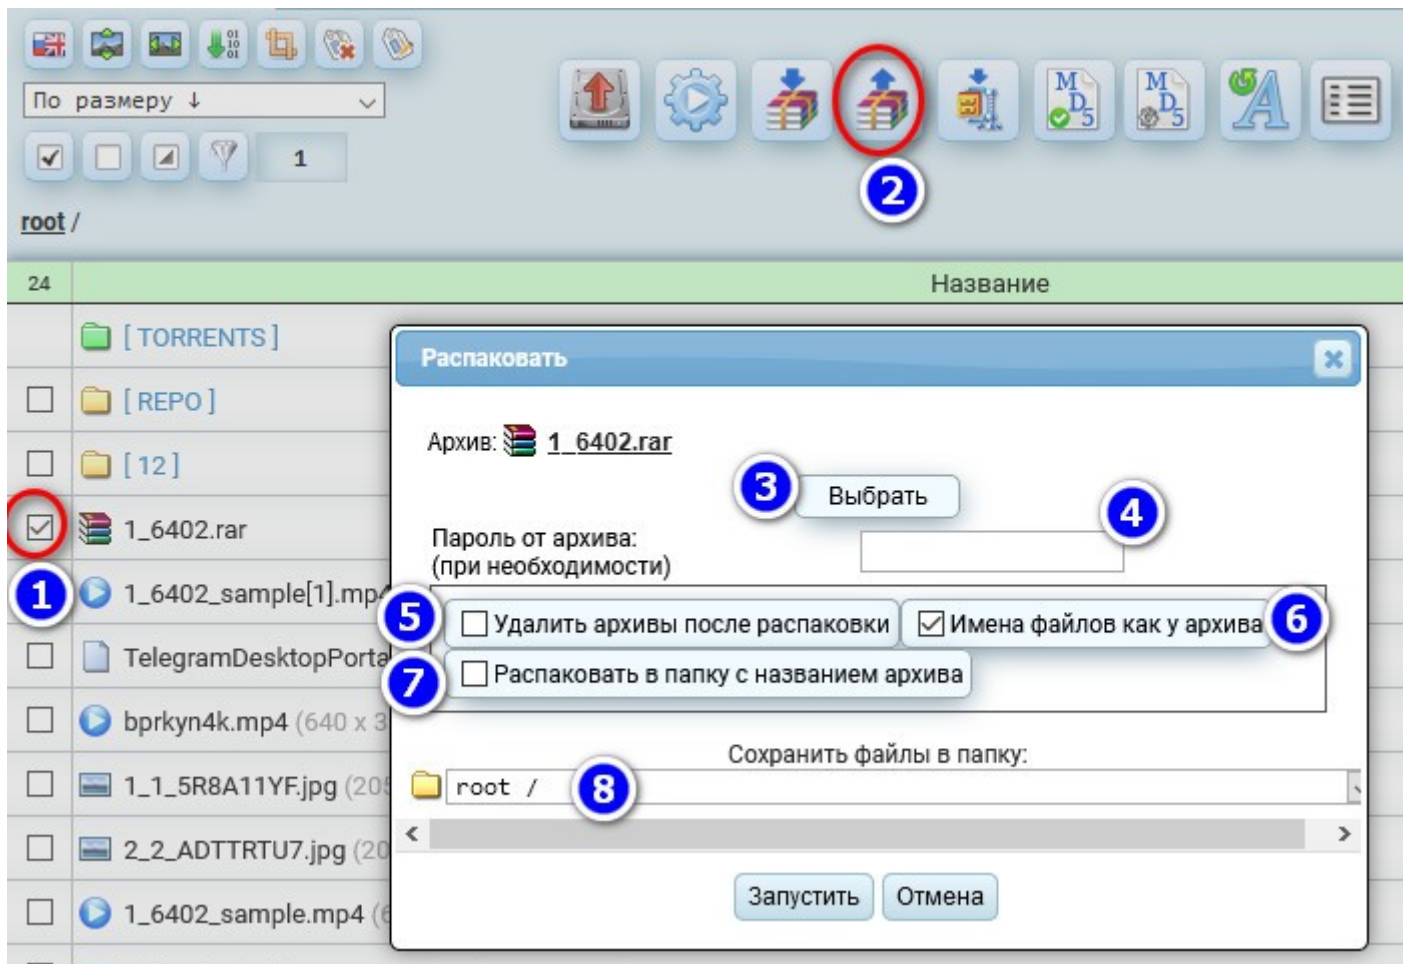 По размеру ↓
1
2
root /
24 Название
[ TORRENTS ]
Распаковать
[ REPO ]
Архив: 1_6402.rar
[ 12 ]
3 Выбрать 4
1_6402.rar
Пароль от архива:
(при необходимости)
1 1_6402_sample[1].mp4
5 Удалить архивы после распаковки Имена файлов как у архива 6
TelegramDesktopPorta
7 Распаковать в папку с названием архива
bprkyn4k.mp4 (640 x 3
Сохранить файлы в папку:
1_1_5R8A11YF.jpg (205
root / 8
2_2_ADTTRTU7.jpg (20
1_6402_sample.mp4 (6
Запустить Отмена